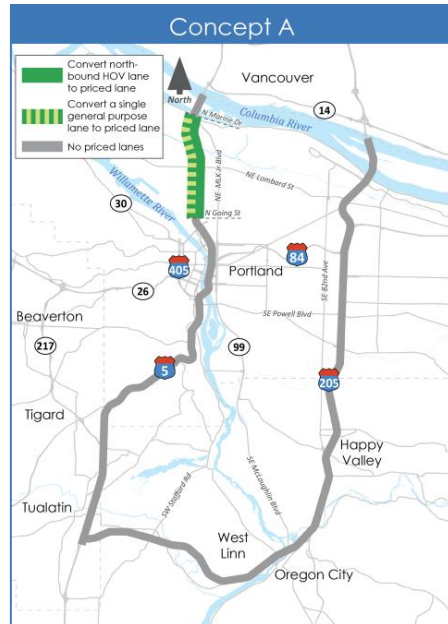 Concept A
Convert north-
bound HOV lane
to priced lane
Convert a single
general purpose
lane to priced lane
No priced lanes
North
Vancouver
14
Columbia River
N Marine Dr
Willamette River
NE MLK Jr Blvd
NE Lombard St
30
N Going St
84
405
Portland
26
SE 82nd Ave
Beaverton
SE Powell Blvd
217
99
5
205
Tigard
Happy
Valley
SW Stafford Rd
SE McLoughlin Blvd
Tualatin
West
Linn
Oregon City